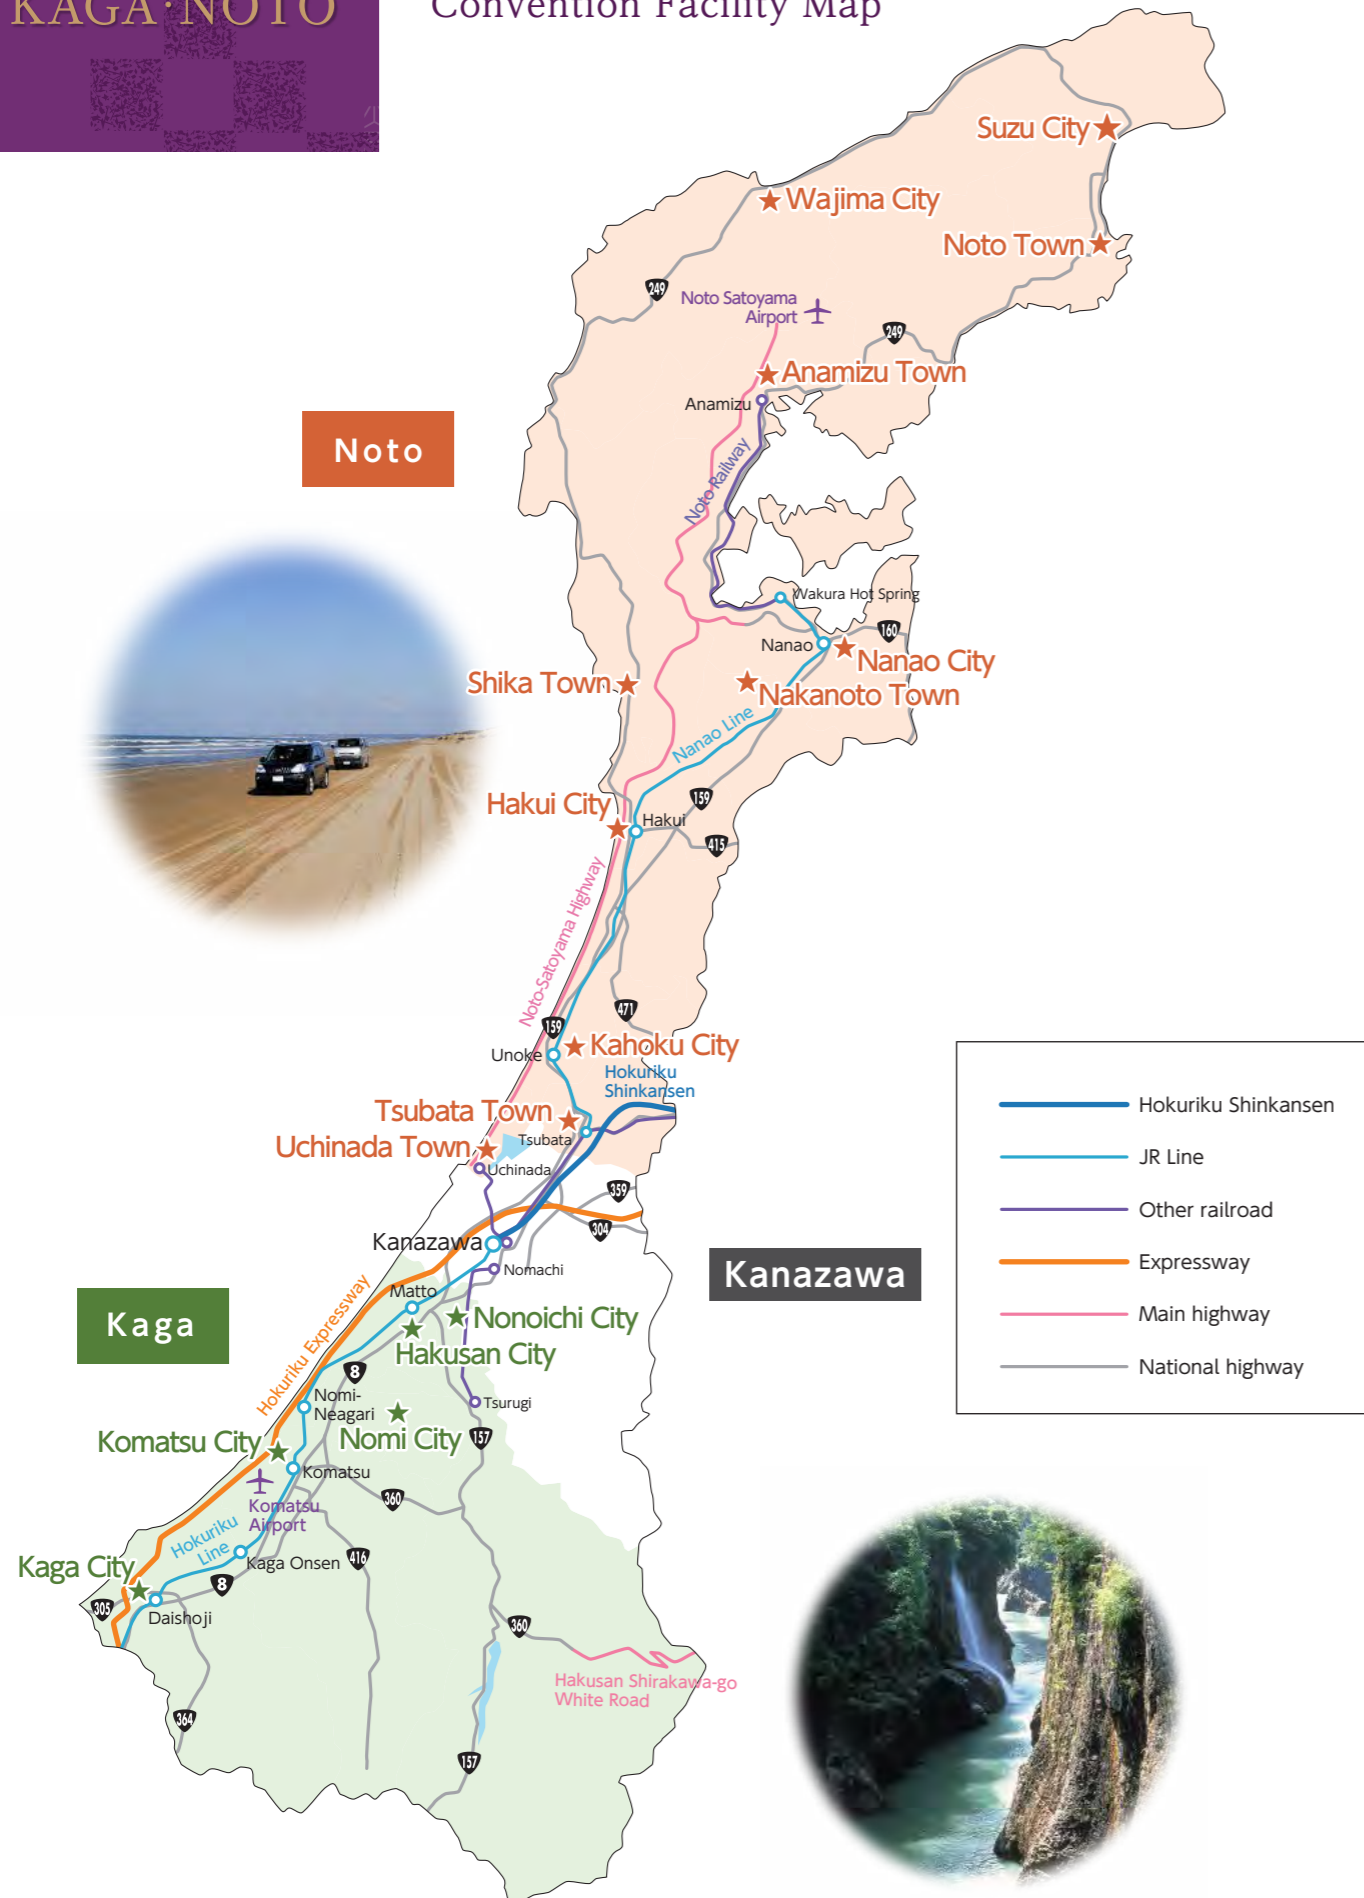 KAGA·NOTO
Convention Facility Map
Suzu City
Wajima City
Noto Town
249
Noto Satoyama
Airport
249
Anamizu Town
Anamizu
Noto
Noto Railway
Wakura Hot Spring
160
Nanao
Nanao City
Shika Town
Nakanoto Town
Nanao Line
Hakui City
159
Hakui
415
Noto-Satoyama Highway
471
159
Unoke
Kahoku City
Hokuriku
Shinkansen
Tsubata Town
Tsubata
Uchinada Town
Uchinada
359
304
Kanazawa
Nomachi
Kanazawa
Hokuriku Shinkansen
JR Line
Other railroad
Expressway
Main highway
National highway
Kaga
Hokuriku Expressway
Matto
Nonoichi City
Hakusan City
8
Nomi-
Neagari
Tsurugi
Komatsu City
Nomi City
157
Komatsu
360
Komatsu
Airport
Hokuriku
Line
Kaga Onsen
416
Kaga City
8
305
Daishoji
360
Hakusan Shirakawa-go
White Road
364
157